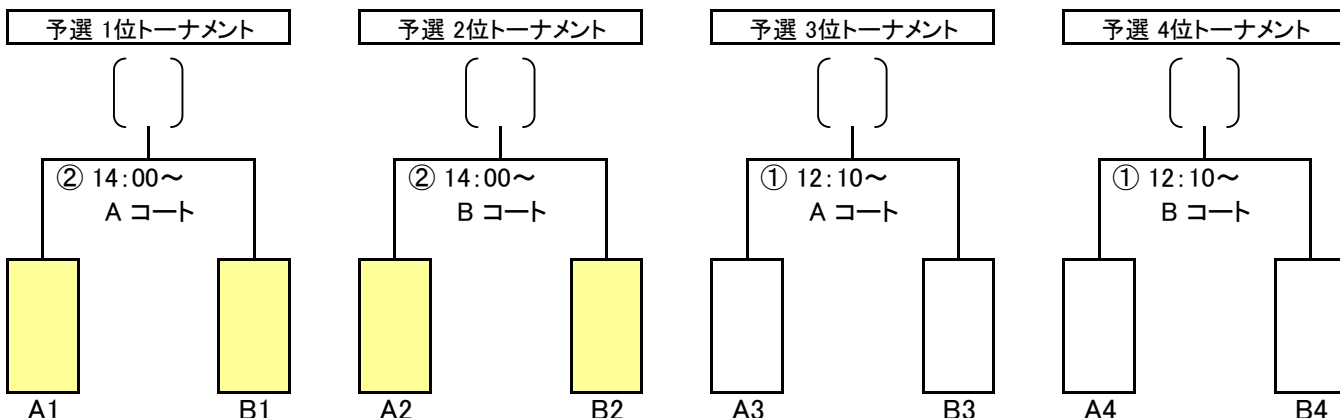 予選 1位トーナメント
② 14:00～
A コート
A1
B1
予選 2位トーナメント
② 14:00～
B コート
A2
B2
予選 3位トーナメント
① 12:10～
A コート
A3
B3
予選 4位トーナメント
① 12:10～
B コート
A4
B4